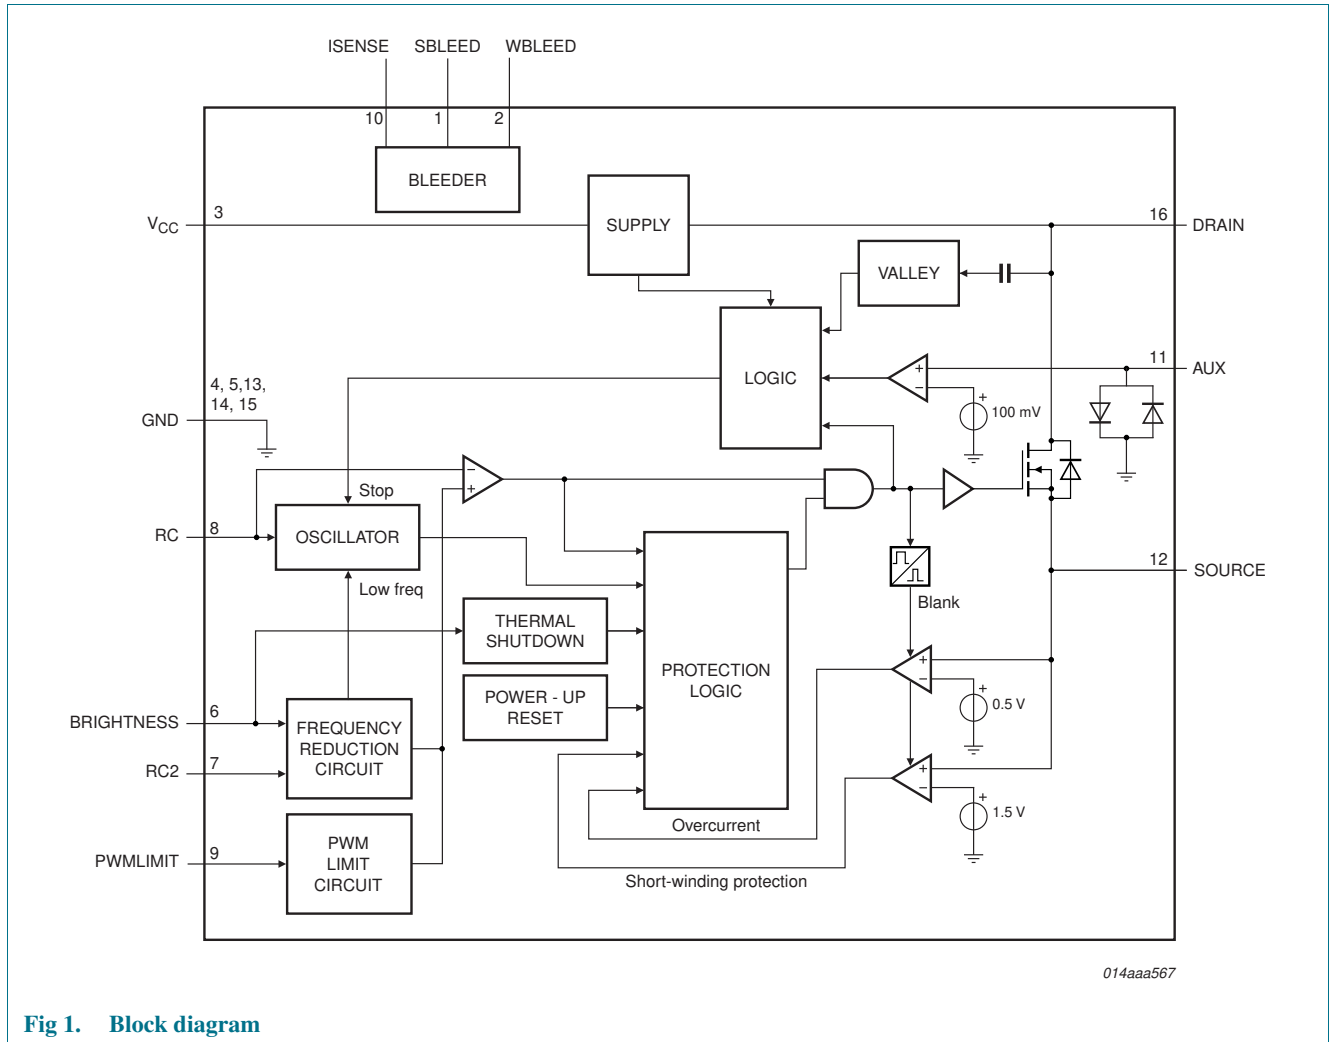 ISENSE SBLEED WBLEED
10 1 2
BLEEDER
VCC 3
SUPPLY
16 DRAIN
VALLEY
LOGIC
+
−
+
100 mV
11 AUX
4, 5,13,
14, 15
GND
−
+
Stop
RC 8
OSCILLATOR
Low freq
THERMAL
SHUTDOWN
POWER - UP
RESET
PROTECTION
LOGIC
Blank
12 SOURCE
+
−
+
0.5 V
BRIGHTNESS 6
RC2 7
FREQUENCY
REDUCTION
CIRCUIT
+
−
+
1.5 V
PWMLIMIT 9
PWM
LIMIT
CIRCUIT
Overcurrent
Short-winding protection
014aaa567
Fig 1. Block diagram